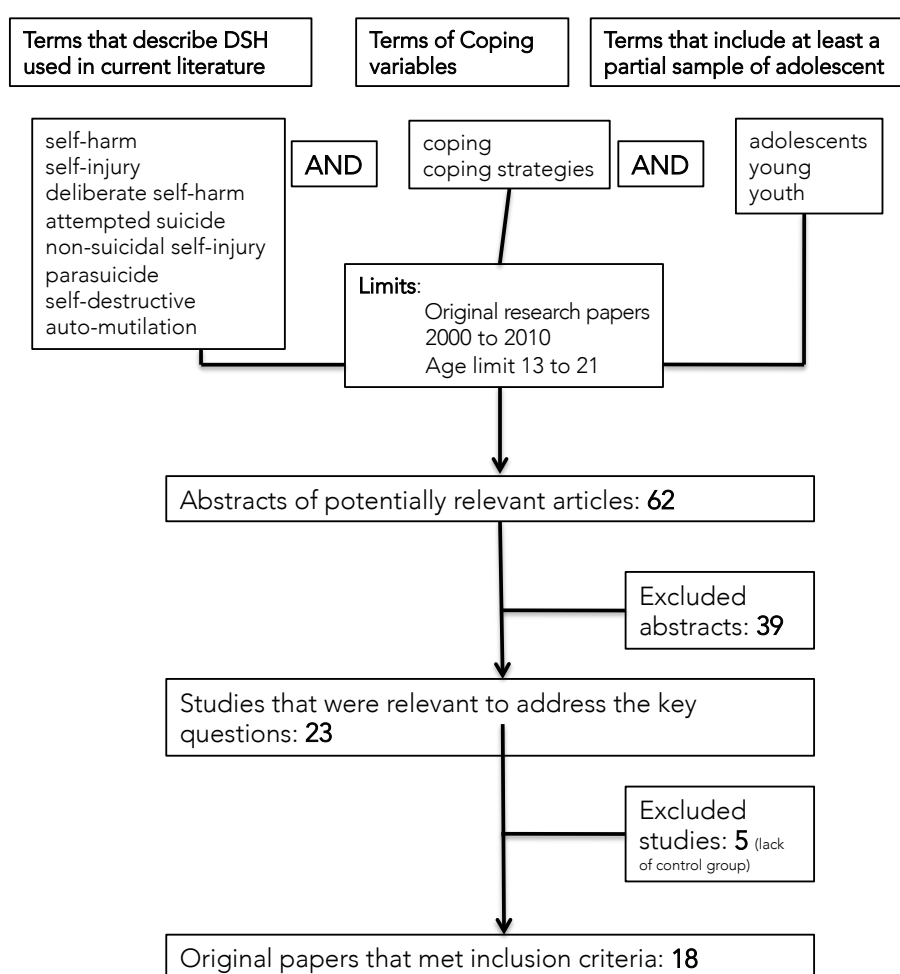 Terms that describe DSH
used in current literature
Terms of Coping
variables
Terms that include at least a
partial sample of adolescent
self-harm
self-injury
deliberate self-harm
attempted suicide
non-suicidal self-injury
parasuicide
self-destructive
auto-mutilation
AND
coping
coping strategies
AND
adolescents
young
youth
Limits:
Original research papers
2000 to 2010
Age limit 13 to 21
Abstracts of potentially relevant articles: 62
Excluded
abstracts: 39
Studies that were relevant to address the key
questions: 23
Excluded
studies: 5 (lack
of control group)
Original papers that met inclusion criteria: 18